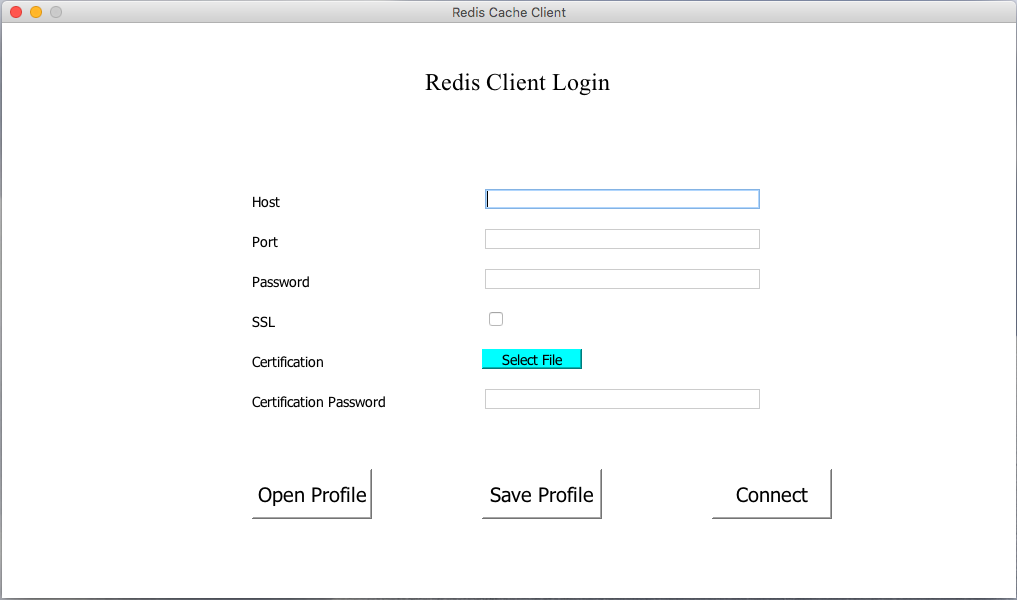 Redis Cache Client
Redis Client Login
Host
Port
Password
SSL
Certification
Select File
Certification Password
Open Profile
Save Profile
Connect